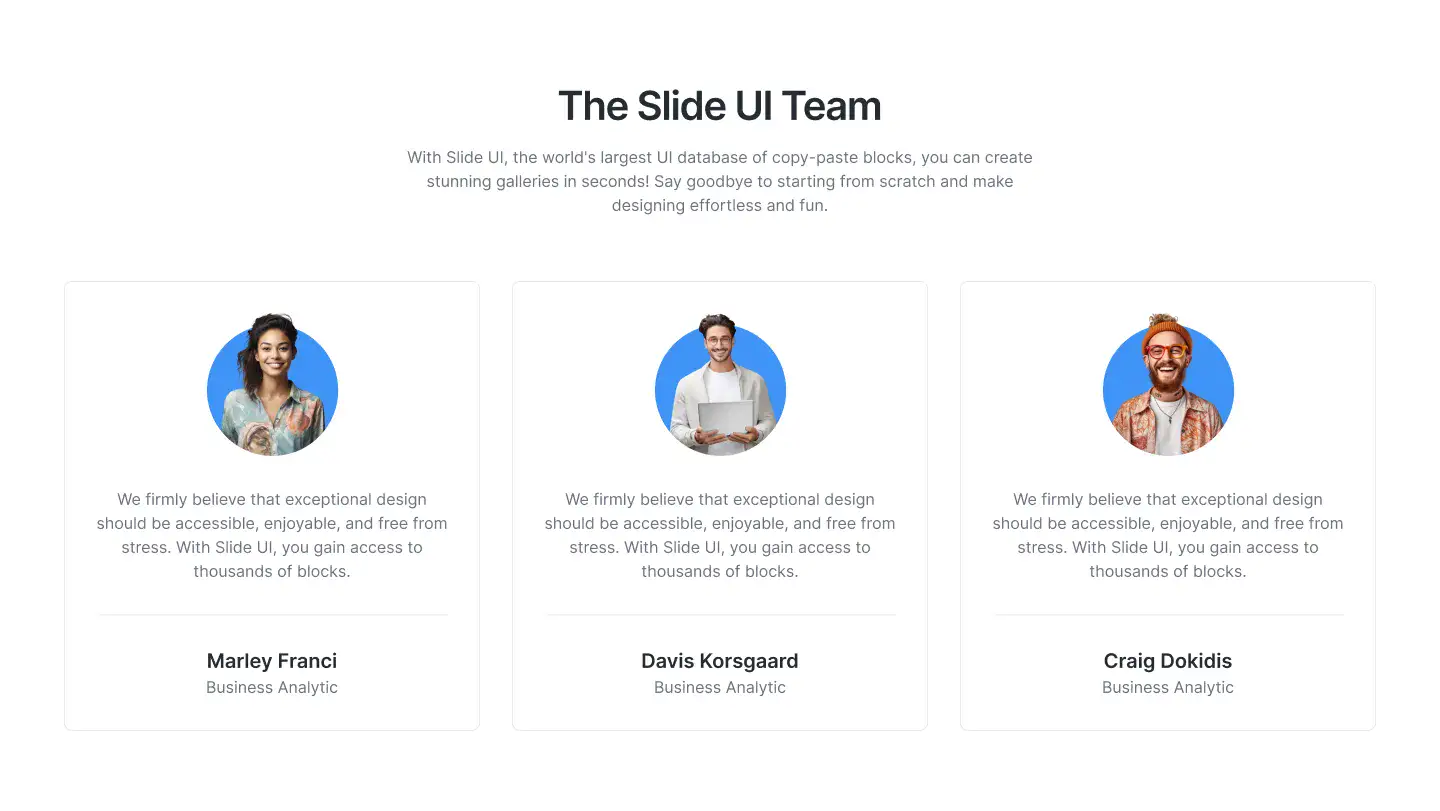 The Slide UI Team
With Slide UI, the world's largest UI database of copy-paste blocks, you can create
stunning galleries in seconds! Say goodbye to starting from scratch and make
designing effortless and fun.
We firmly believe that exceptional design
should be accessible, enjoyable, and free from
stress. With Slide UI, you gain access to
thousands of blocks.
Marley Franci
Business Analytic
We firmly believe that exceptional design
should be accessible, enjoyable, and free from
stress. With Slide UI, you gain access to
thousands of blocks.
Davis Korsgaard
Business Analytic
We firmly believe that exceptional design
should be accessible, enjoyable, and free from
stress. With Slide UI, you gain access to
thousands of blocks.
Craig Dokidis
Business Analytic